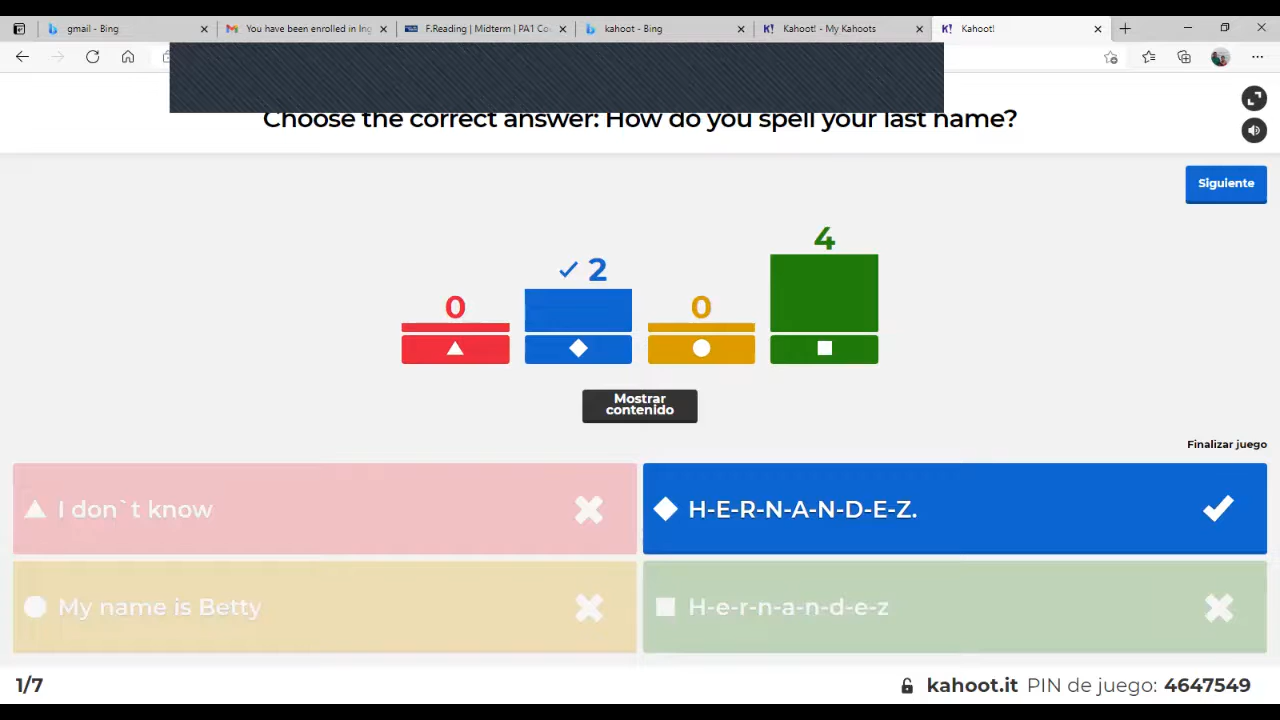 gmail - Bing
You have been enrolled in Ing
F.Reading | Midterm | PA1 Co
kahoot - Bing
Kahoot! - My Kahoots
Kahoot!
Choose the correct answer: How do you spell your last name?
Siguiente
0
2
0
4
Mostrar
contenido
Finalizar juego
I don`t know
H-E-R-N-A-N-D-E-Z.
My name is Betty
H-e-r-n-a-n-d-e-z
1/7
kahoot.it PIN de juego: 4647549